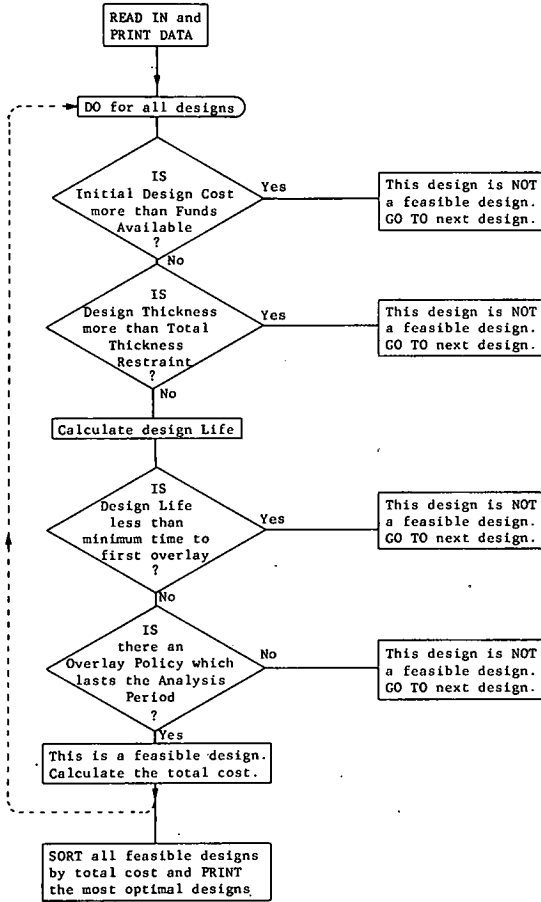 READ IN and
PRINT DATA
DO for all designs
IS
Initial Design Cost
more than Funds
Available
?
Yes
This design is NOT
a feasible design.
GO TO next design.
No
IS
Design Thickness
more than Total
Thickness
Restraint
?
Yes
This design is NOT
a feasible design.
GO TO next design.
No
Calculate design Life
IS
Design Life
less than
minimum time to
first overlay
?
Yes
This design is NOT
a feasible design.
GO TO next design.
No
IS
there an
Overlay Policy which
lasts the Analysis
Period
?
No
This design is NOT
a feasible design.
GO TO next design.
Yes
This is a feasible design.
Calculate the total cost.
SORT all feasible designs
by total cost and PRINT
the most optimal designs